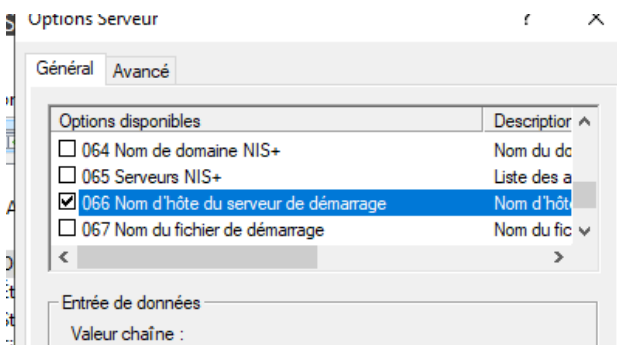 Options Serveur ?
Général Avancé
Options disponibles Description
064 Nom de domaine NIS+ Nom du do
065 Serveurs NIS+ Liste des a
066 Nom d'hôte du serveur de démarrage Nom d'hôt
067 Nom du fichier de démarrage Nom du fic
Entrée de données
Valeur chaîne :